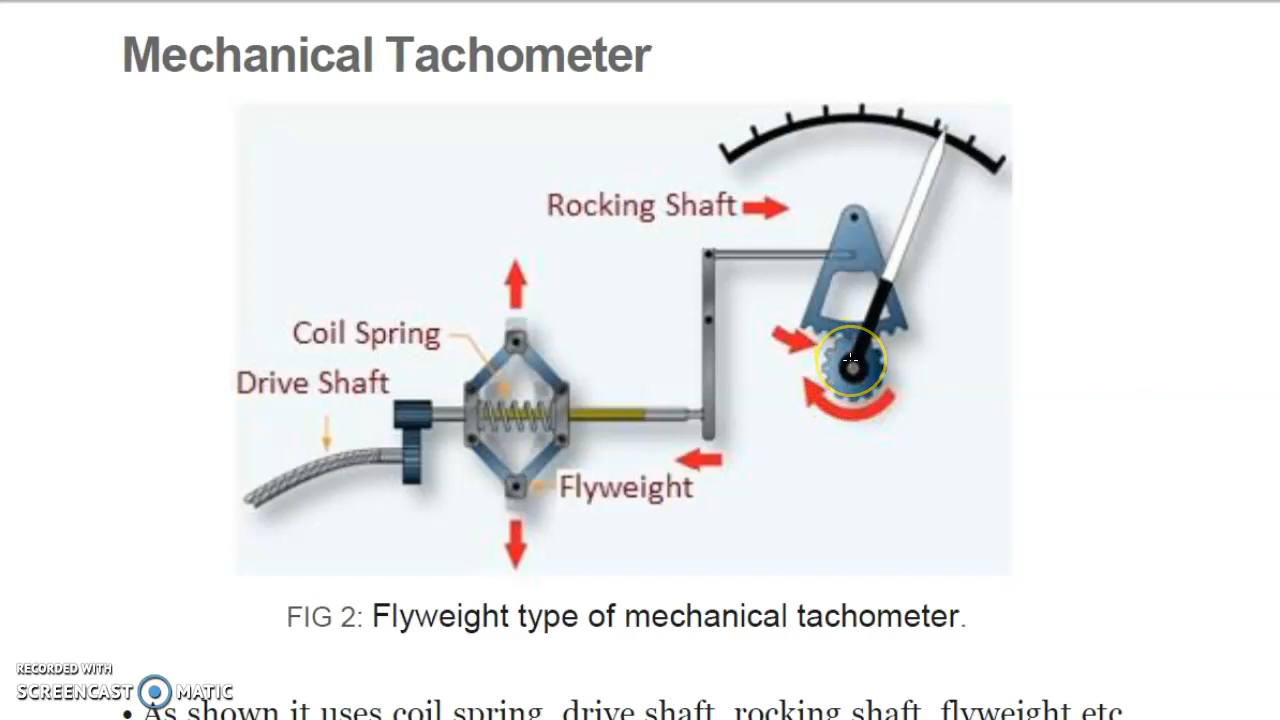 Mechanical Tachometer
Rocking Shaft
Coil Spring
Drive Shaft
Flyweight
FIG 2: Flyweight type of mechanical tachometer.
RECORDED WITH
SCREENCAST MATIC
• As shown it uses coil spring, drive shaft, rocking shaft, flyweight etc